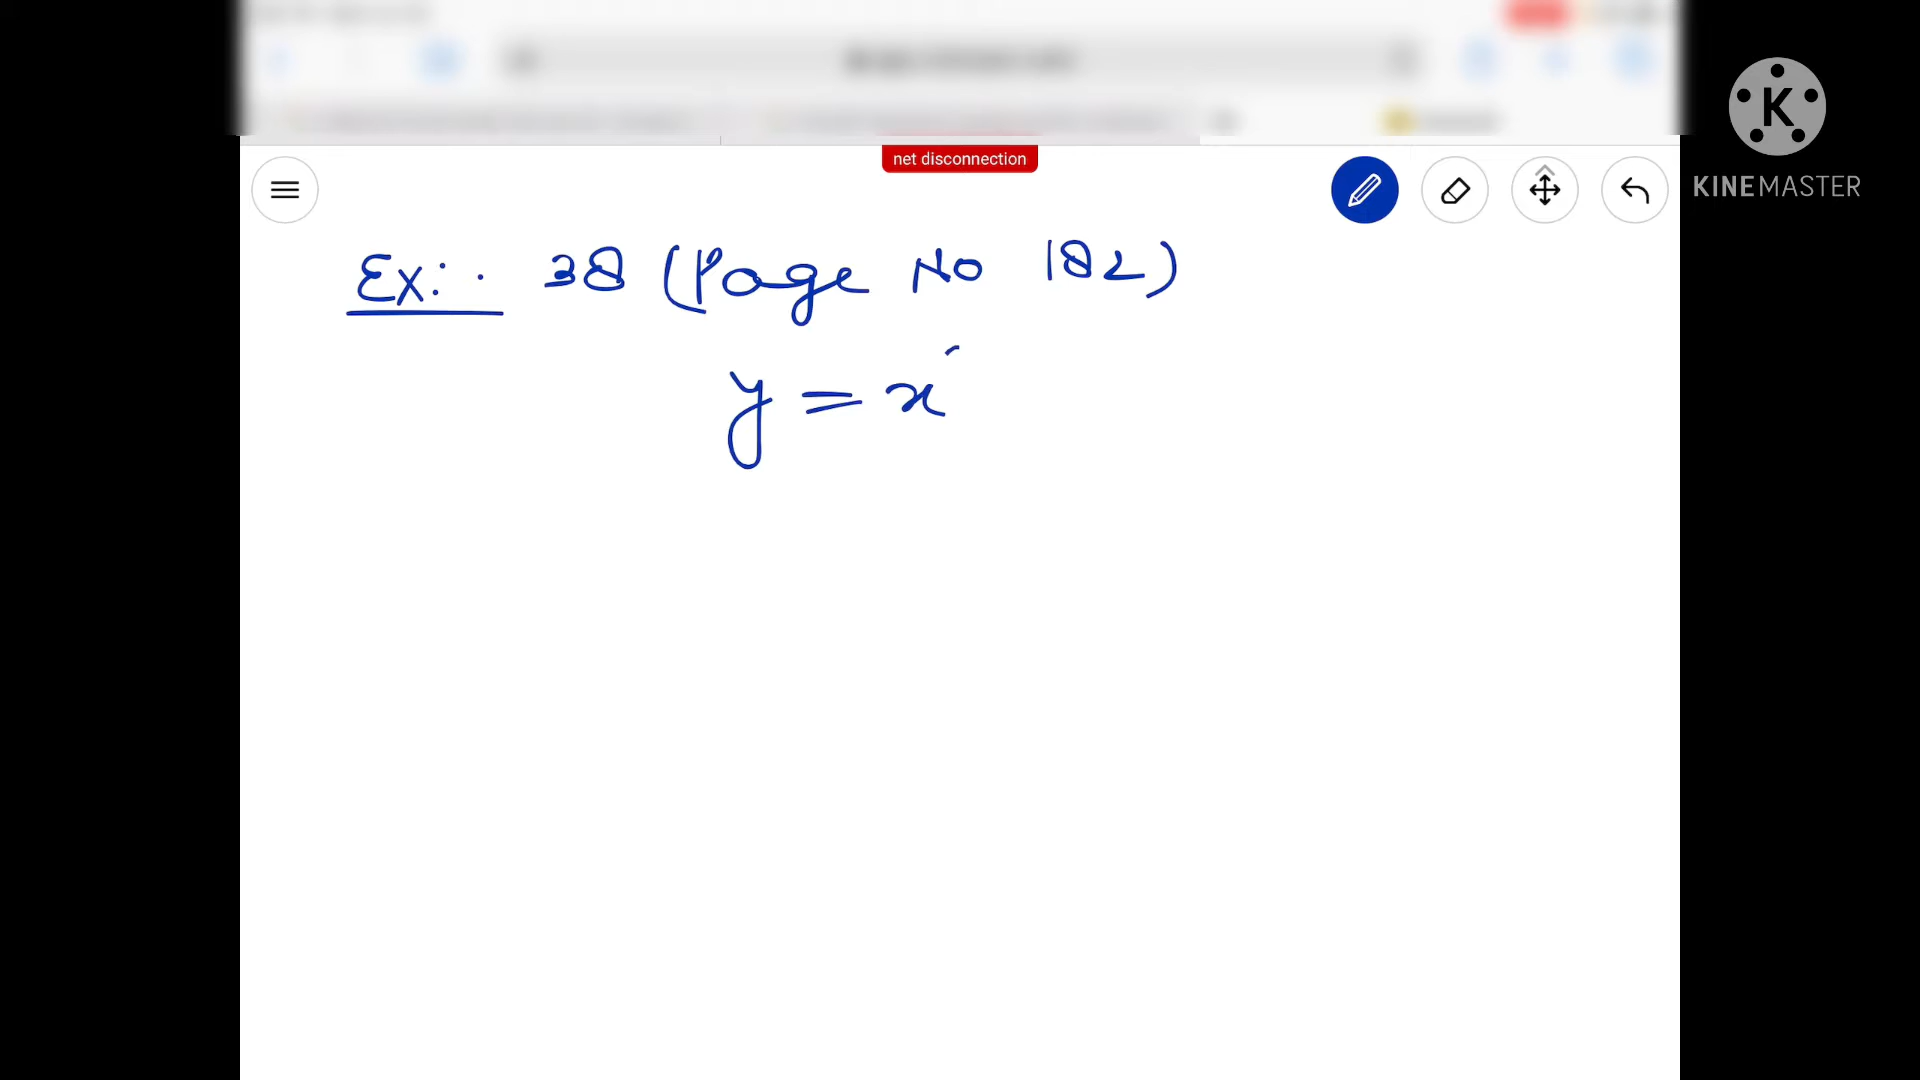 net disconnection
KINEMASTER
Ex:- 38 (Page No 182)
y = x